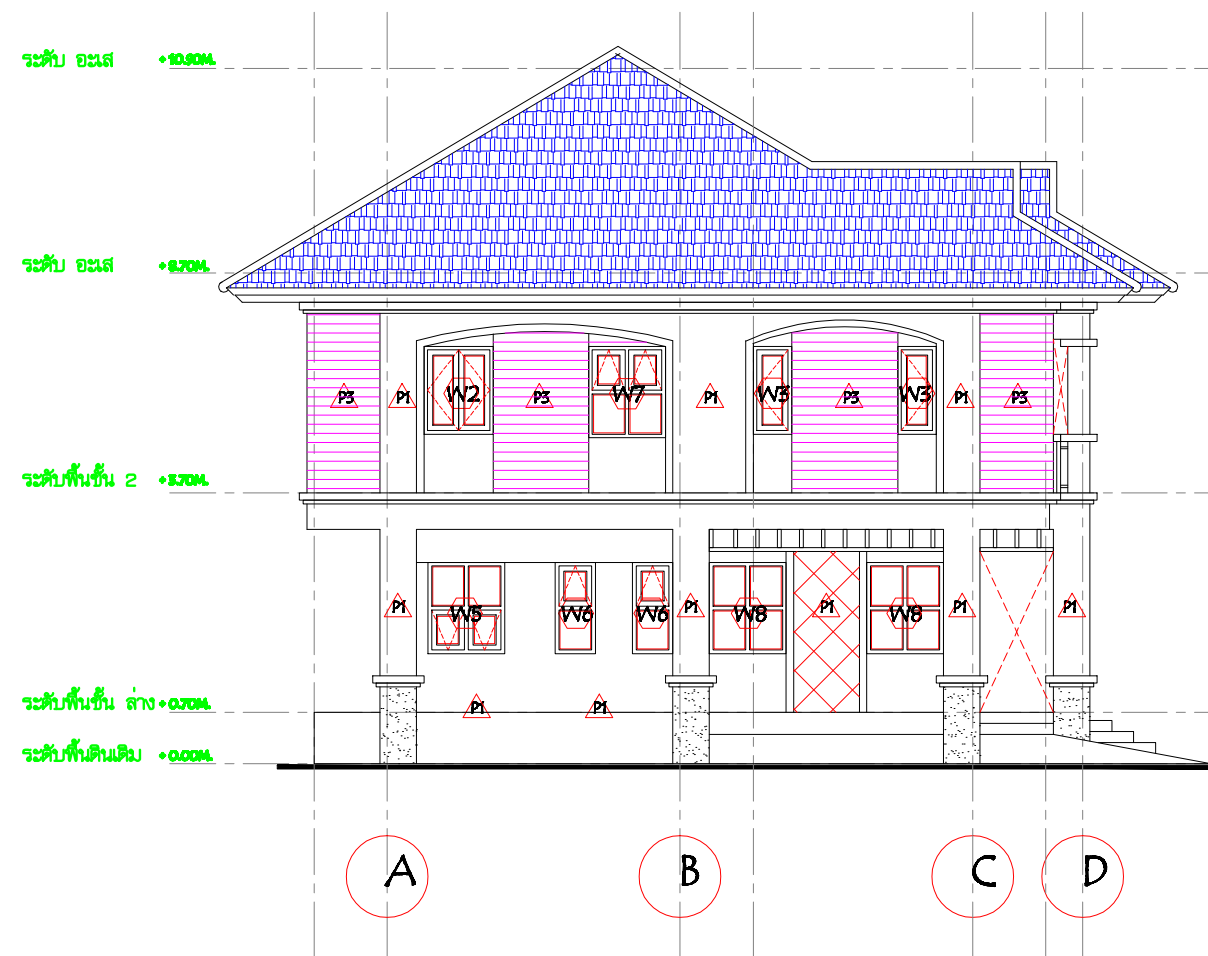 ระดับ อะเส
ระดับ อะเส
P3 P1 W2 P3 W7 P1 W3 P3 W3 P1 P3
ระดับพื้นชั้น 2 +3.70M.
P1 W5 W6 W6 P1 W8 P1 W8 P1 P1
ระดับพื้นชั้น ล่าง +0.70M.
P1 P1
ระดับพื้นดินเดิม +0.00M.
A B C D